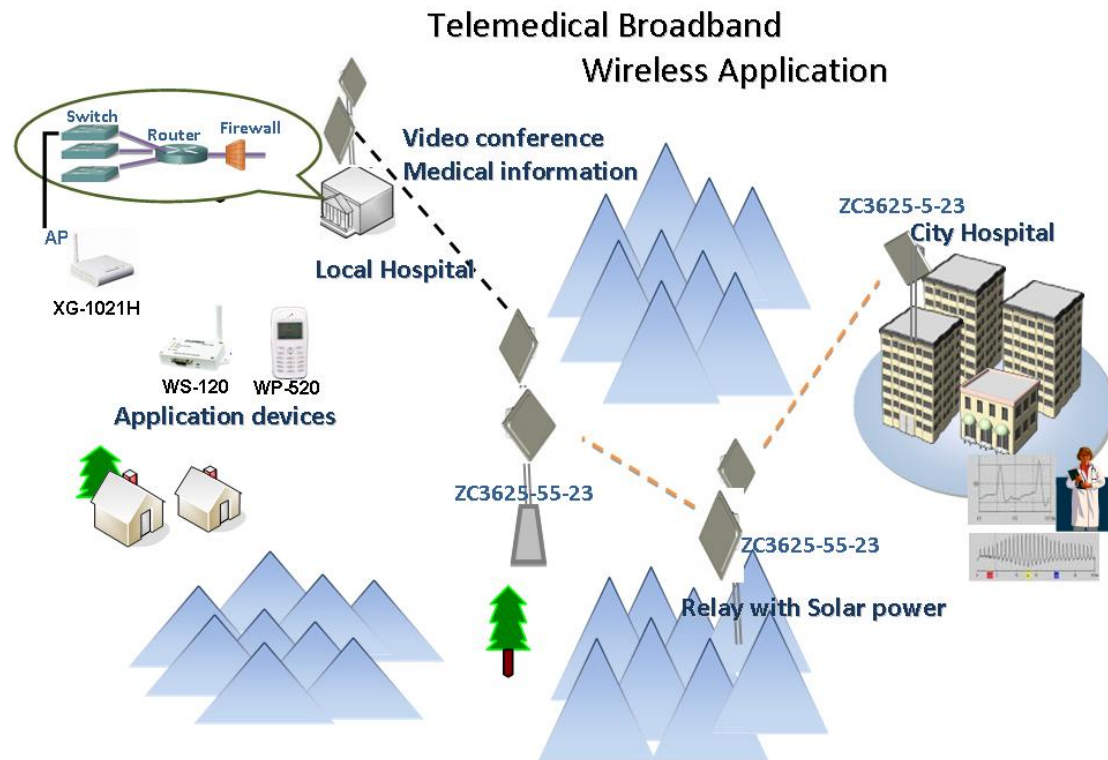 Telemedical Broadband
Wireless Application
Switch
Router
Firewall
Video conference
Medical information
AP
XG-1021H
Local Hospital
ZC3625-5-23
City Hospital
WS-120
WP-520
Application devices
ZC3625-55-23
ZC3625-55-23
Relay with Solar power